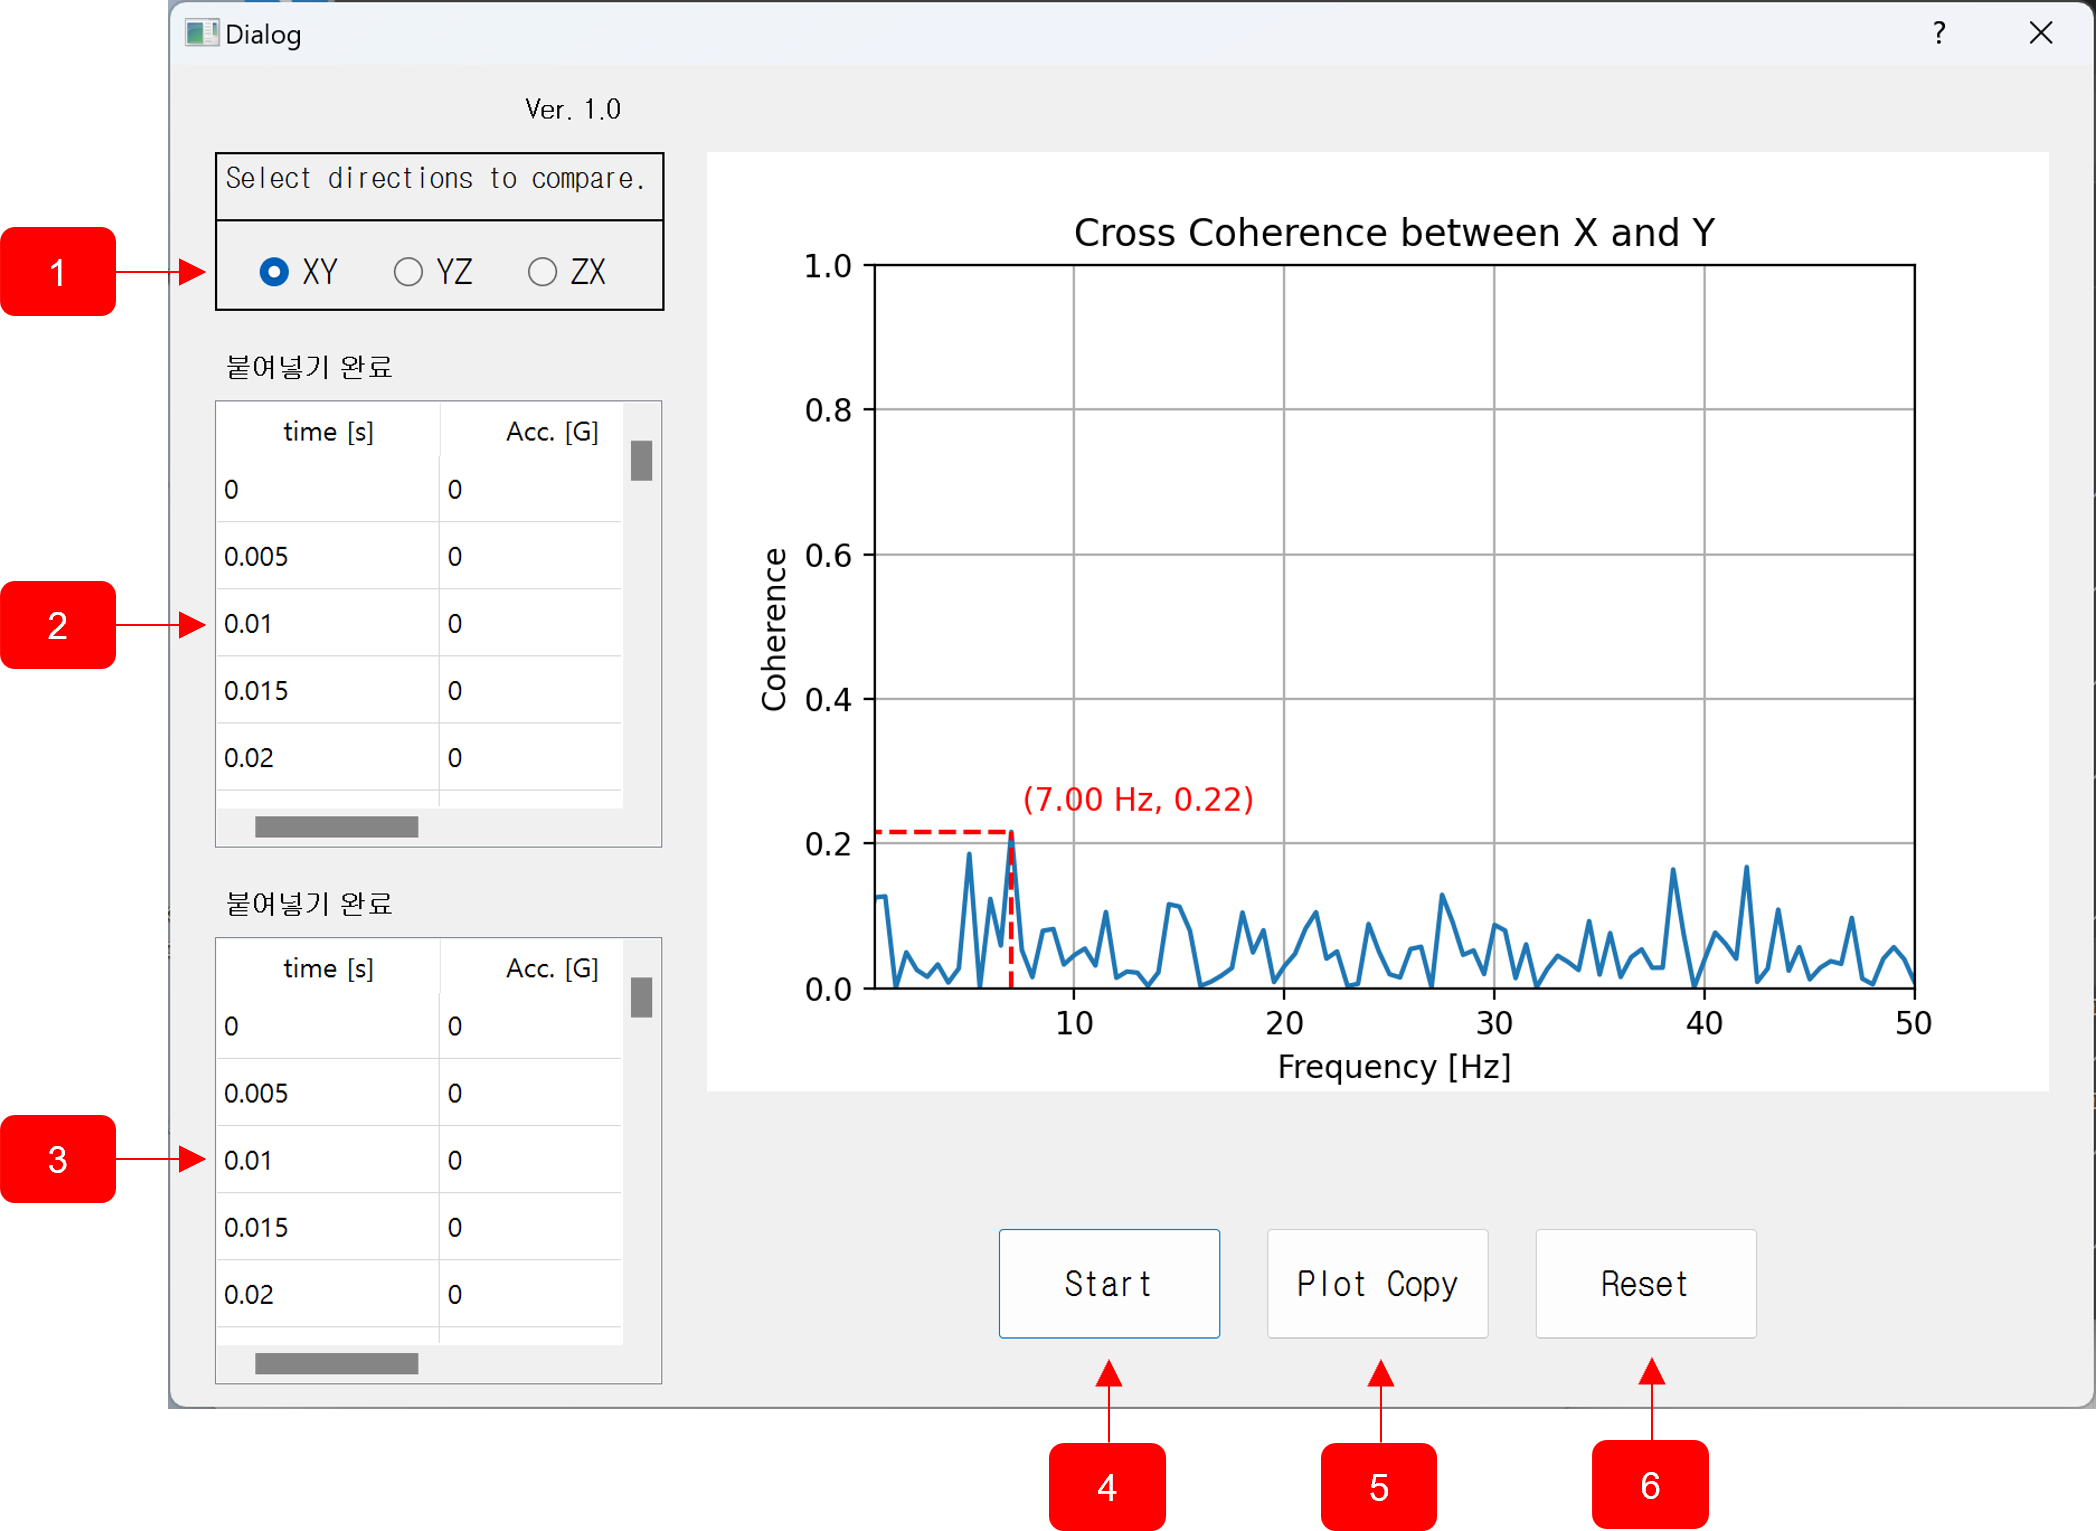 Dialog
?
Ver. 1.0
Select directions to compare.
1
XY YZ ZX
붙여넣기 완료
time [s] Acc. [G]
0 0
0.005 0
2
0.01 0
0.015 0
0.02 0
붙여넣기 완료
time [s] Acc. [G]
0 0
0.005 0
3
0.01 0
0.015 0
0.02 0
Cross Coherence between X and Y
1.0
0.8
0.6
0.4
0.2
0.0
Coherence
(7.00 Hz, 0.22)
10 20 30 40 50
Frequency [Hz]
Start Plot Copy Reset
4 5 6